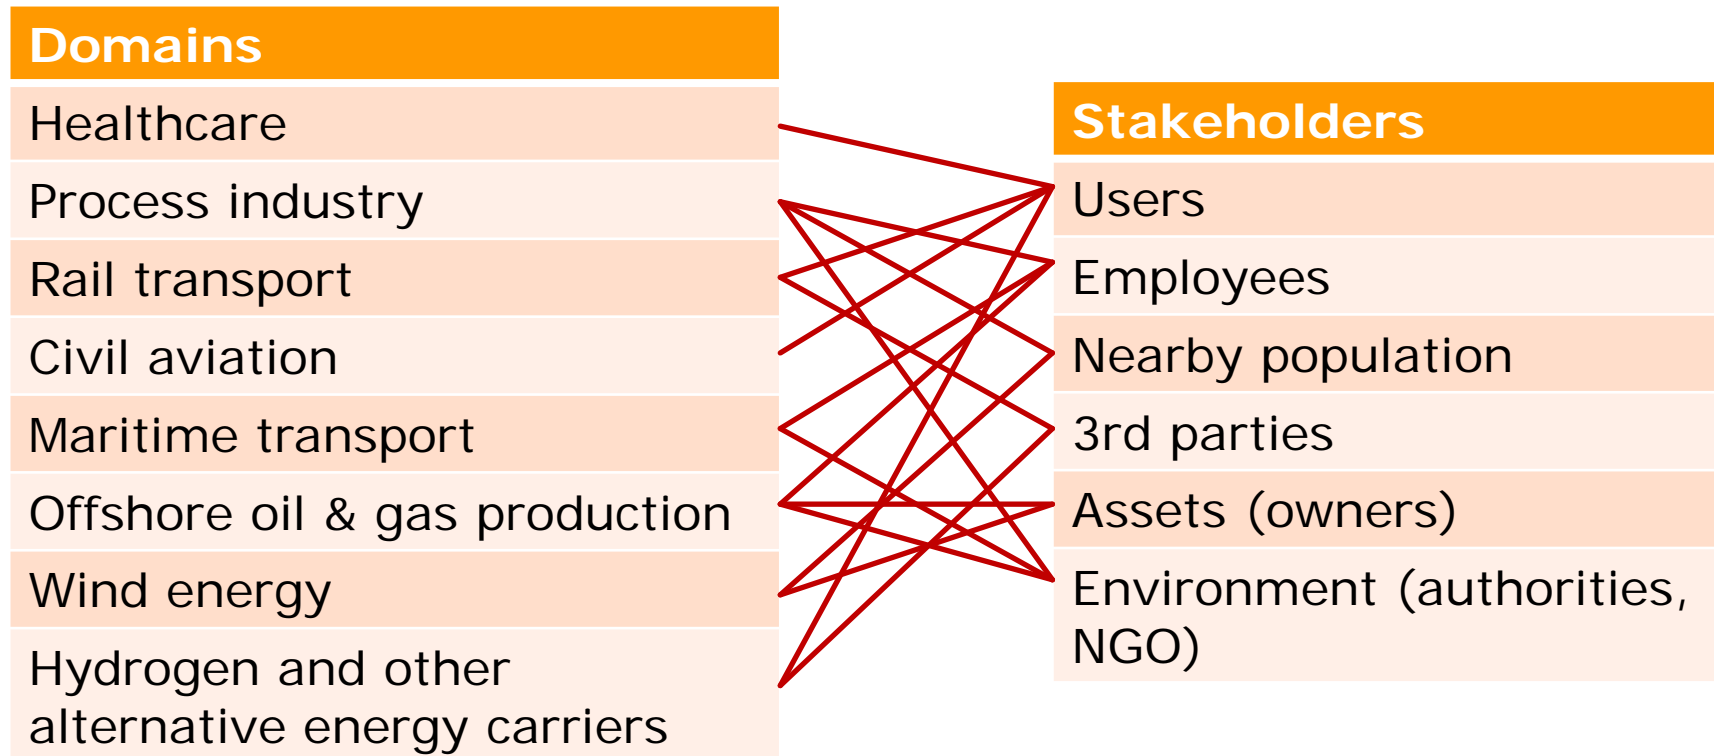 Domains
Healthcare
Process industry
Rail transport
Civil aviation
Maritime transport
Offshore oil & gas production
Wind energy
Hydrogen and other
alternative energy carriers
Stakeholders
Users
Employees
Nearby population
3rd parties
Assets (owners)
Environment (authorities,
NGO)